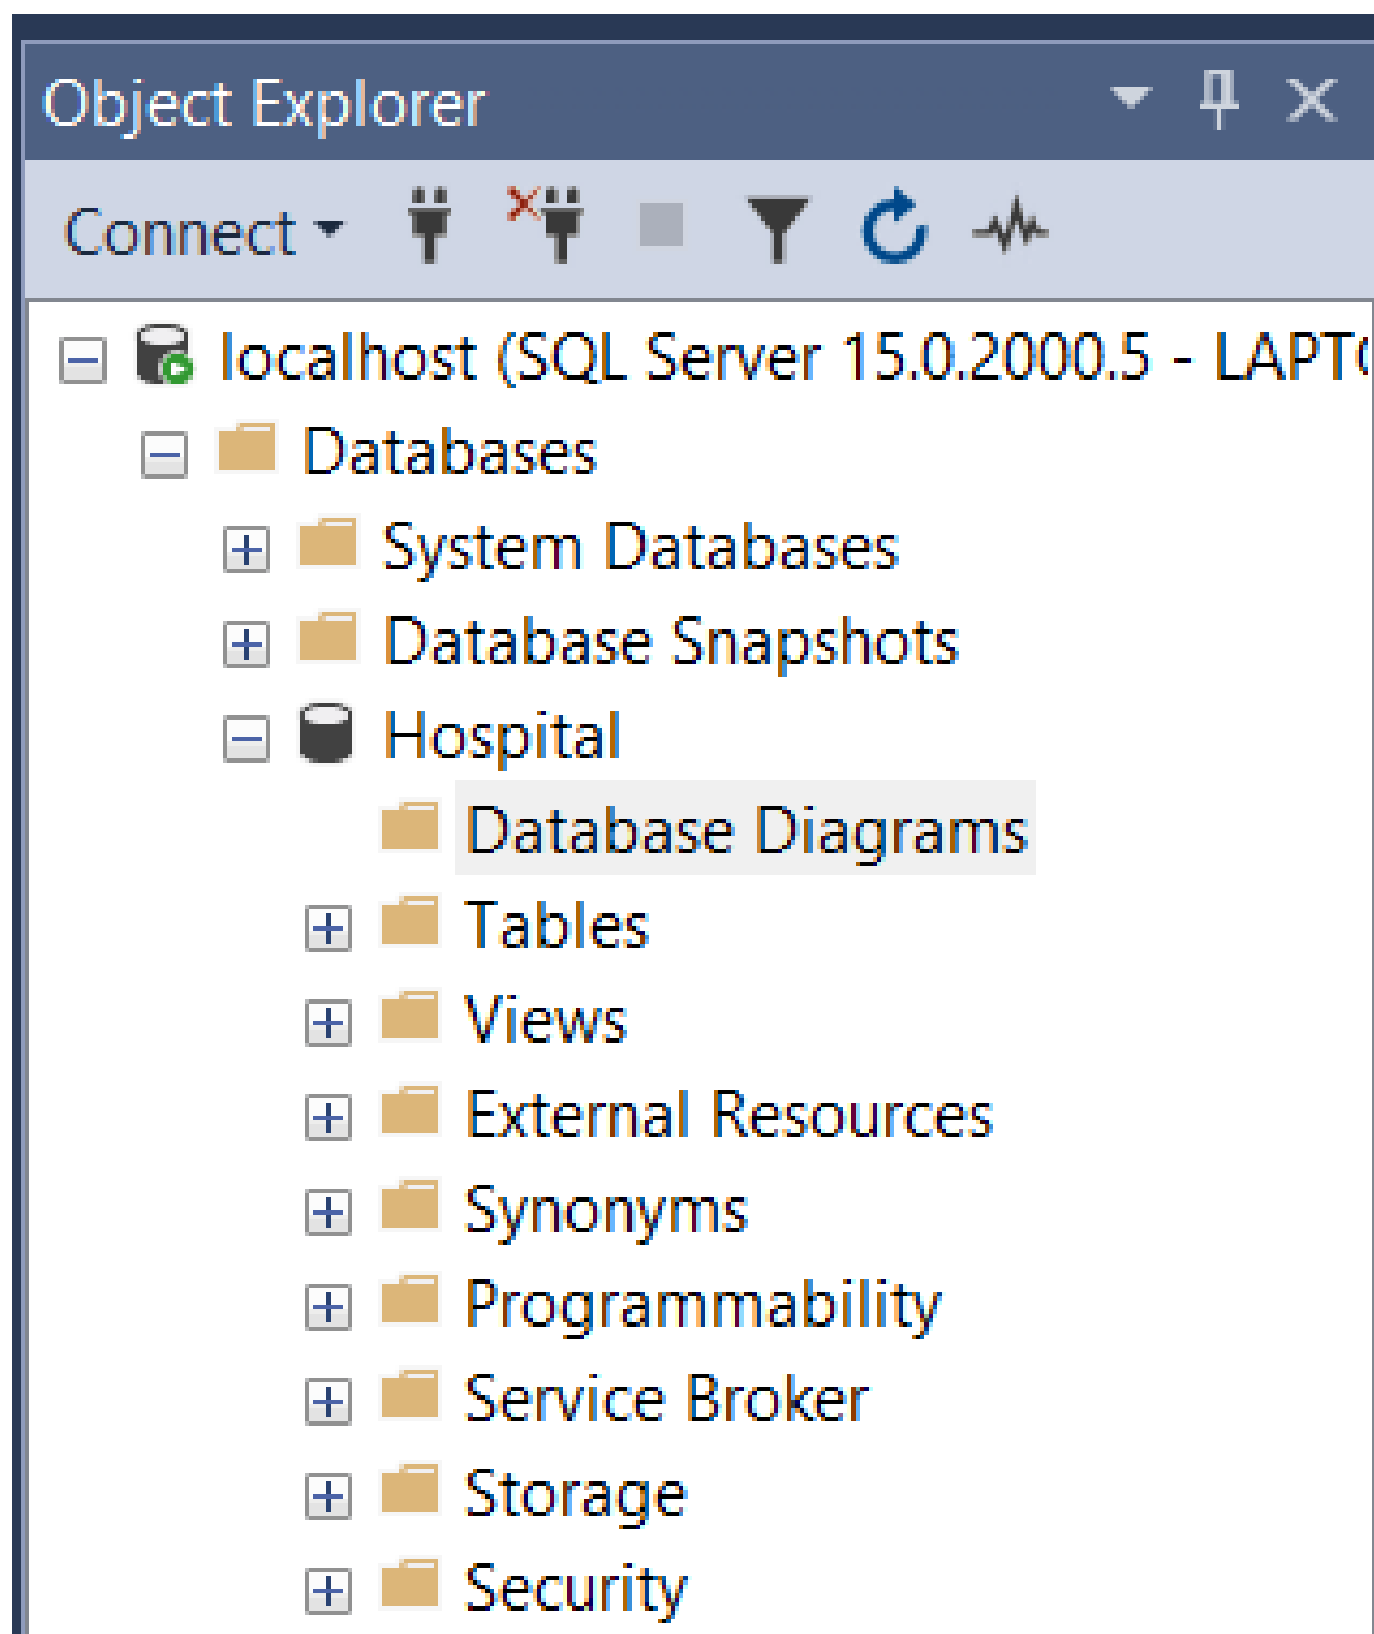 Object Explorer
Connect
localhost (SQL Server 15.0.2000.5 - LAPT
Databases
System Databases
Database Snapshots
Hospital
Database Diagrams
Tables
Views
External Resources
Synonyms
Programmability
Service Broker
Storage
Security